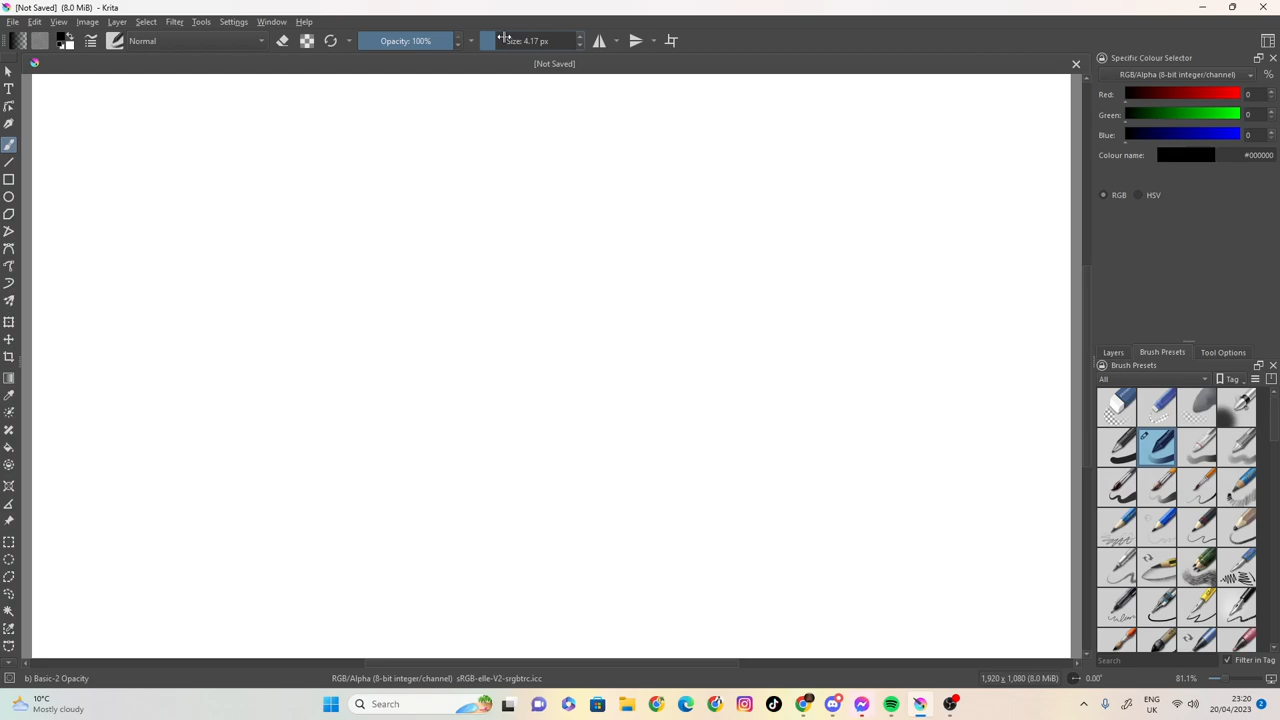 [Not Saved] (8.0 MiB) - Krita
File Edit View Image Layer Select Filter Tools Settings Window Help
Normal Opacity: 100% Size: 4.17 px
[Not Saved]
Specific Colour Selector
RGB/Alpha (8-bit integer/channel) %
Red: 0
Green: 0
Blue: 0
Colour name: #000000
RGB HSV
Layers Brush Presets Tool Options
Brush Presets
All Tag
Search Filter in Tag
b) Basic-2 Opacity RGB/Alpha (8-bit integer/channel) sRGB-elle-V2-srgbtrc.icc 1,920 x 1,080 (8.0 MiB) 0.00° 81.1%
10°C
Mostly cloudy
Search
ENG
UK
23:20
20/04/2023
2